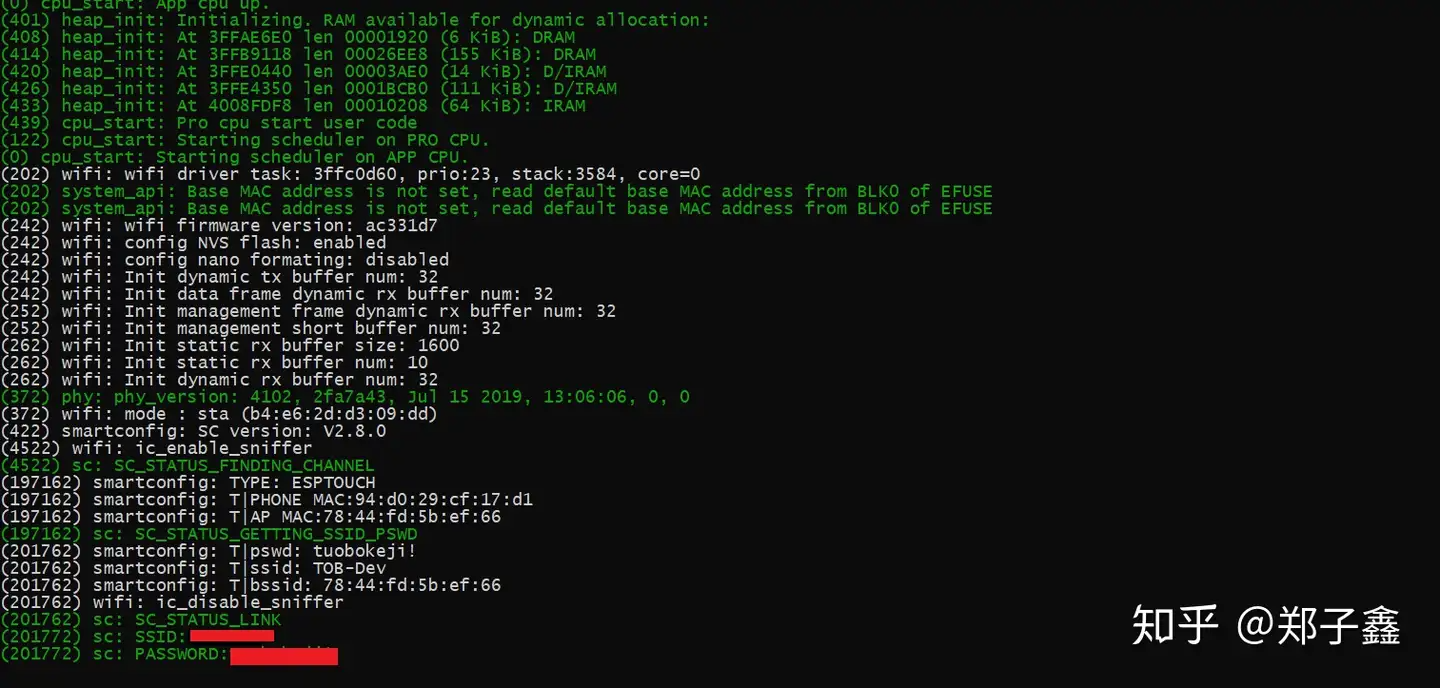 (0) cpu_start: App cpu up.
(401) heap_init: Initializing. RAM available for dynamic allocation:
(408) heap_init: At 3FFAE6E0 len 00001920 (6 KiB): DRAM
(414) heap_init: At 3FFB9118 len 00026EE8 (155 KiB): DRAM
(420) heap_init: At 3FFE0440 len 00003AE0 (14 KiB): D/IRAM
(426) heap_init: At 3FFE4350 len 0001BCB0 (111 KiB): D/IRAM
(433) heap_init: At 4008FDF8 len 00010208 (64 KiB): IRAM
(439) cpu_start: Pro cpu start user code
(122) cpu_start: Starting scheduler on PRO CPU.
(0) cpu_start: Starting scheduler on APP CPU.
(202) wifi: wifi driver task: 3ffc0d60, prio:23, stack:3584, core=0
(202) system_api: Base MAC address is not set, read default base MAC address from BLK0 of EFUSE
(202) system_api: Base MAC address is not set, read default base MAC address from BLK0 of EFUSE
(242) wifi: wifi firmware version: ac331d7
(242) wifi: config NVS flash: enabled
(242) wifi: config nano formating: disabled
(242) wifi: Init dynamic tx buffer num: 32
(242) wifi: Init data frame dynamic rx buffer num: 32
(252) wifi: Init management frame dynamic rx buffer num: 32
(252) wifi: Init management short buffer num: 32
(262) wifi: Init static rx buffer size: 1600
(262) wifi: Init static rx buffer num: 10
(262) wifi: Init dynamic rx buffer num: 32
(372) phy: phy_version: 4102, 2fa7a43, Jul 15 2019, 13:06:06, 0, 0
(372) wifi: mode : sta (b4:e6:2d:d3:09:dd)
(422) smartconfig: SC version: V2.8.0
(4522) wifi: ic_enable_sniffer
(4522) sc: SC_STATUS_FINDING_CHANNEL
(197162) smartconfig: TYPE: ESPTOUCH
(197162) smartconfig: T|PHONE MAC:94:d0:29:cf:17:d1
(197162) smartconfig: T|AP MAC:78:44:fd:5b:ef:66
(197162) sc: SC_STATUS_GETTING_SSID_PSWD
(201762) smartconfig: T|pswd: tuobokeji!
(201762) smartconfig: T|ssid: TOB-Dev
(201762) smartconfig: T|bssid: 78:44:fd:5b:ef:66
(201762) wifi: ic_disable_sniffer
(201762) sc: SC_STATUS_LINK
(201772) sc: SSID:
(201772) sc: PASSWORD:
知乎 @郑子鑫